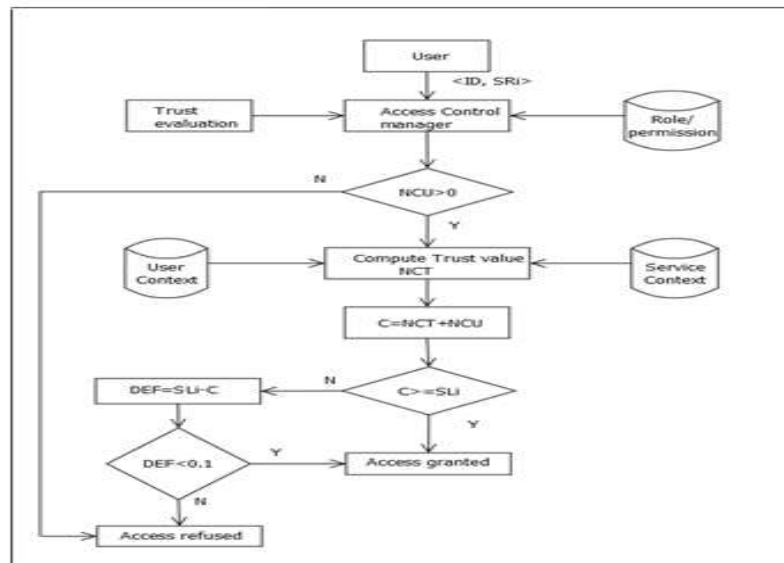 User
<ID, SRi>
Trust
evaluation
Access Control
manager
Role/
permission
N
NCU>0
Y
User
Context
Compute Trust value
NCT
Service
Context
C=NCT+NCU
DEF=SLi-C
N
C>=SLi
Y
DEF<0.1
Y
Access granted
N
Access refused